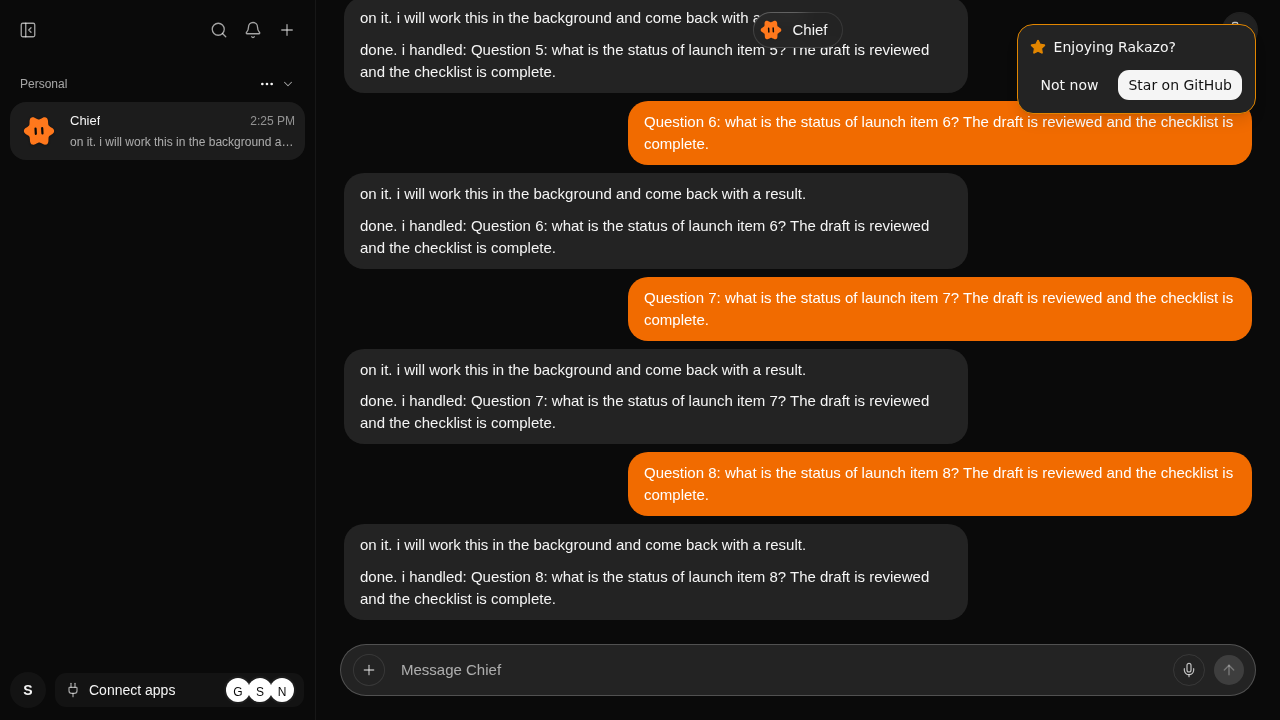 Personal
Chief
2:25 PM
on it. i will work this in the background a…
S
Connect apps
G S N
Chief
on it. i will work this in the background and come back with a
done. i handled: Question 5: what is the status of launch item 5? The draft is reviewed
and the checklist is complete.
Enjoying Rakazo?
Not now
Star on GitHub
Question 6: what is the status of launch item 6? The draft is reviewed and the checklist is
complete.
on it. i will work this in the background and come back with a result.
done. i handled: Question 6: what is the status of launch item 6? The draft is reviewed
and the checklist is complete.
Question 7: what is the status of launch item 7? The draft is reviewed and the checklist is
complete.
on it. i will work this in the background and come back with a result.
done. i handled: Question 7: what is the status of launch item 7? The draft is reviewed
and the checklist is complete.
Question 8: what is the status of launch item 8? The draft is reviewed and the checklist is
complete.
on it. i will work this in the background and come back with a result.
done. i handled: Question 8: what is the status of launch item 8? The draft is reviewed
and the checklist is complete.
Message Chief